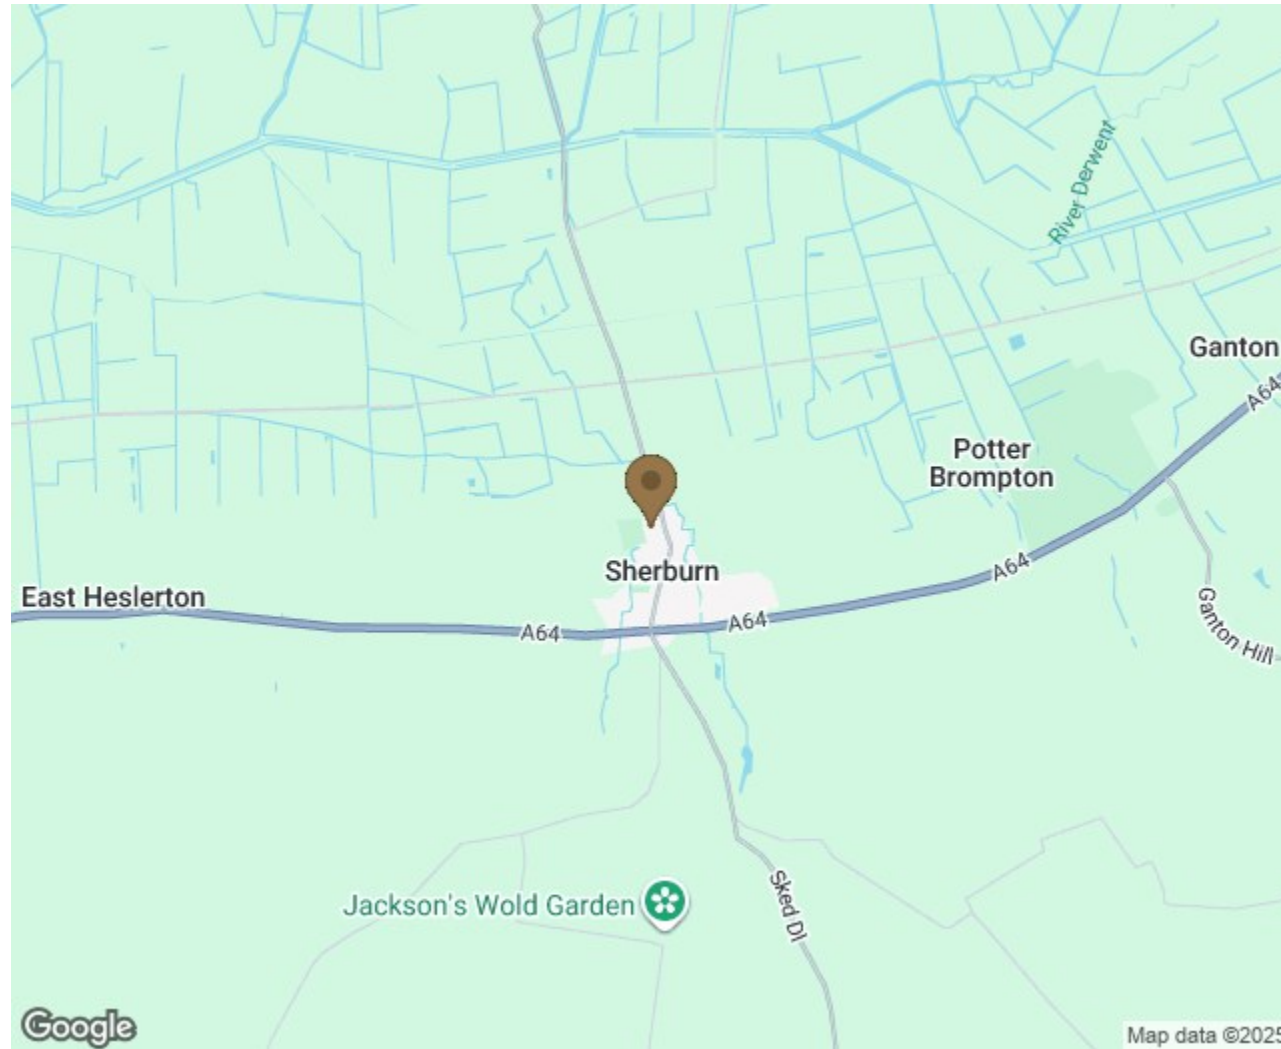 River Derwent
Ganton
A64
Potter
Brompton
A64
Sherburn
East Heslerton
A64
A64
Ganton Hill
Jackson's Wold Garden
Sked Dl
Google
Map data ©2025